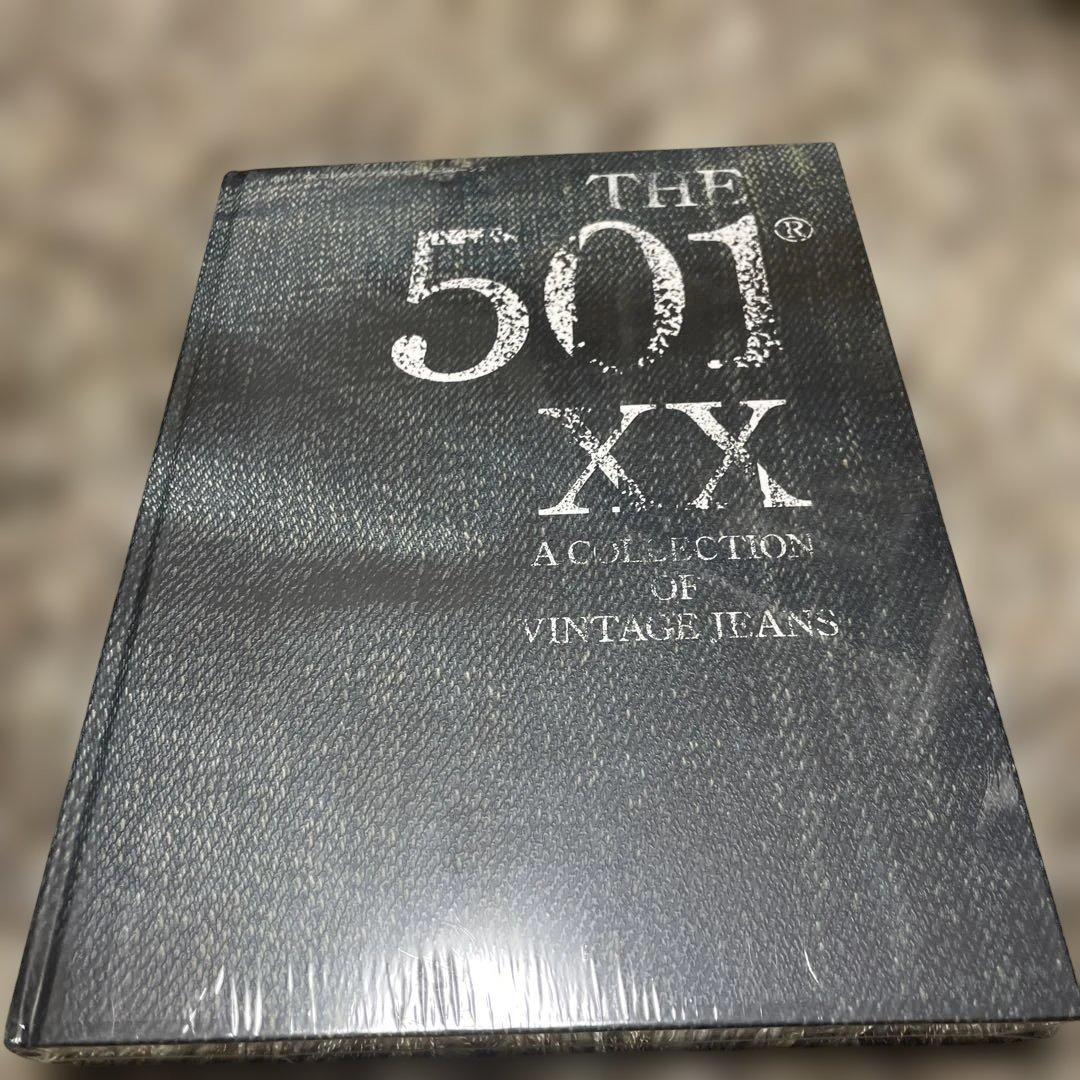 THE
501®
XX
A COLLECTION
OF
VINTAGE JEANS